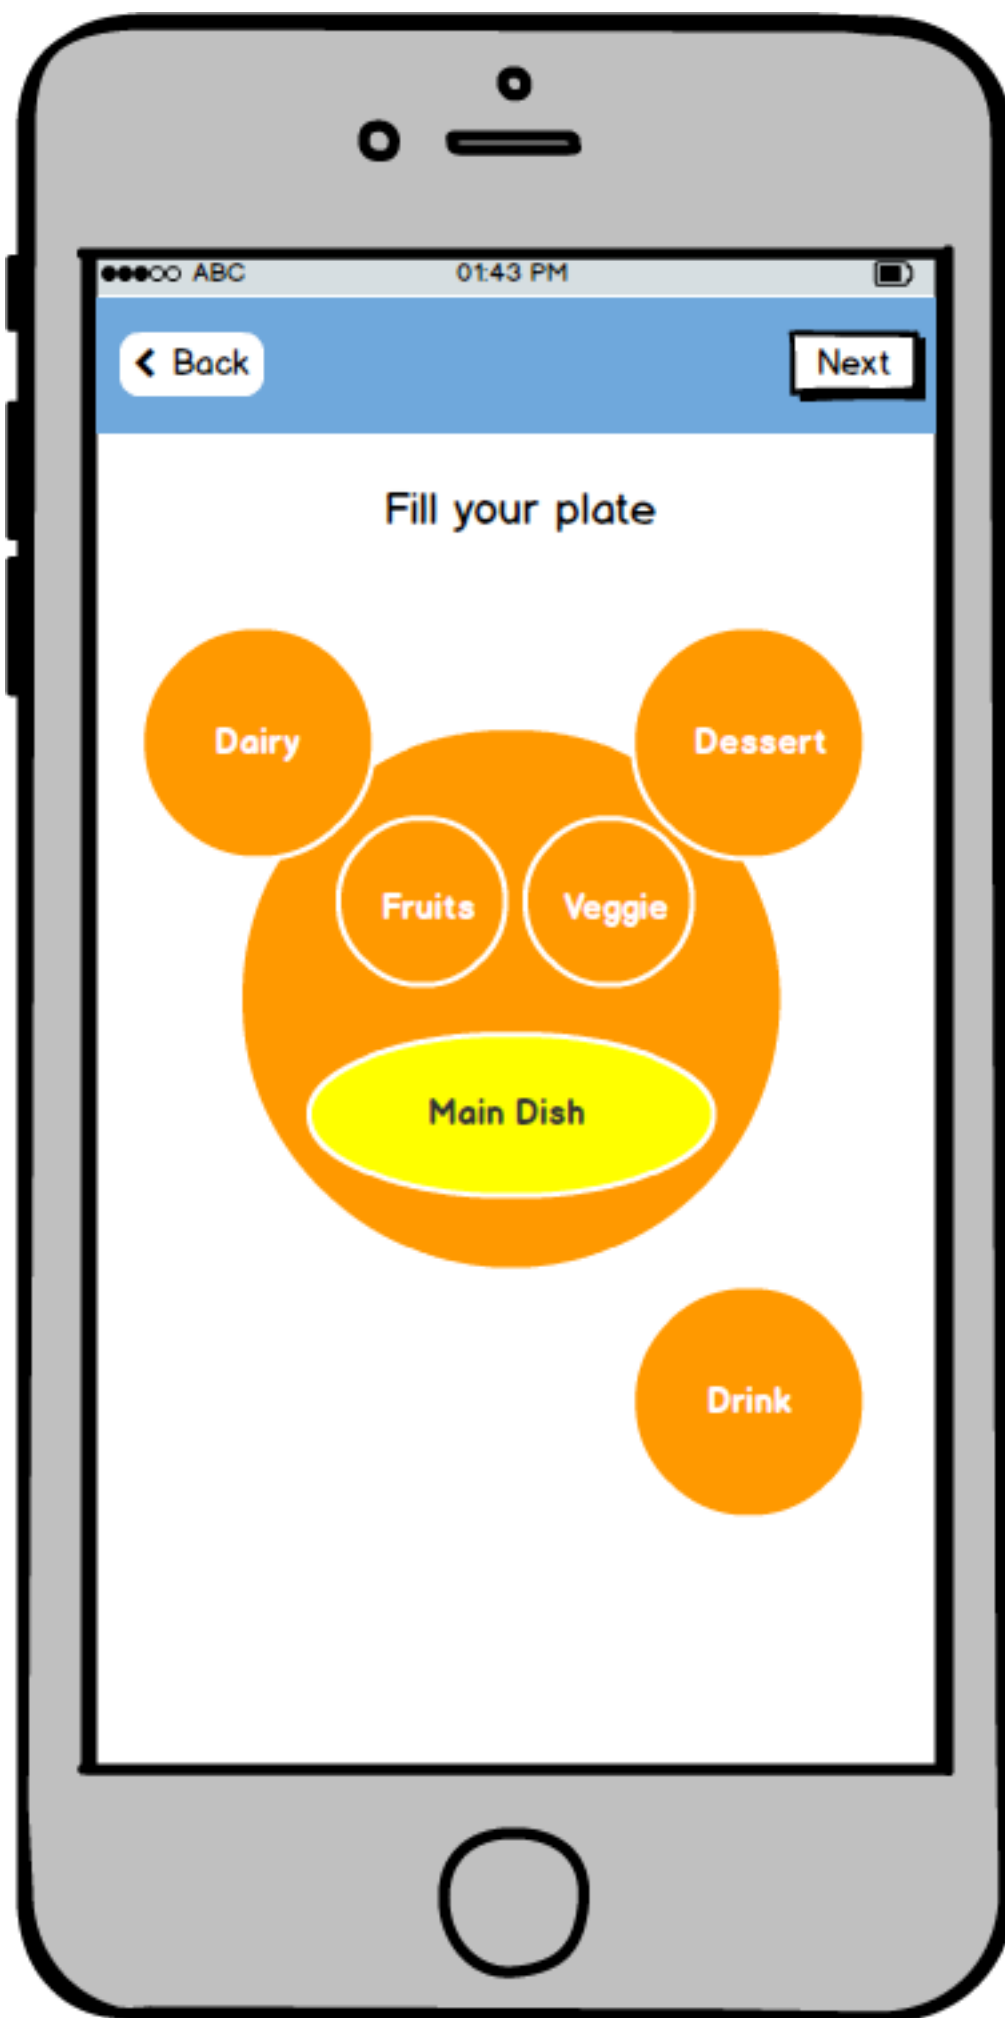 ABC 01:43 PM
Back Next
Fill your plate
Dairy Dessert
Fruits Veggie
Main Dish
Drink